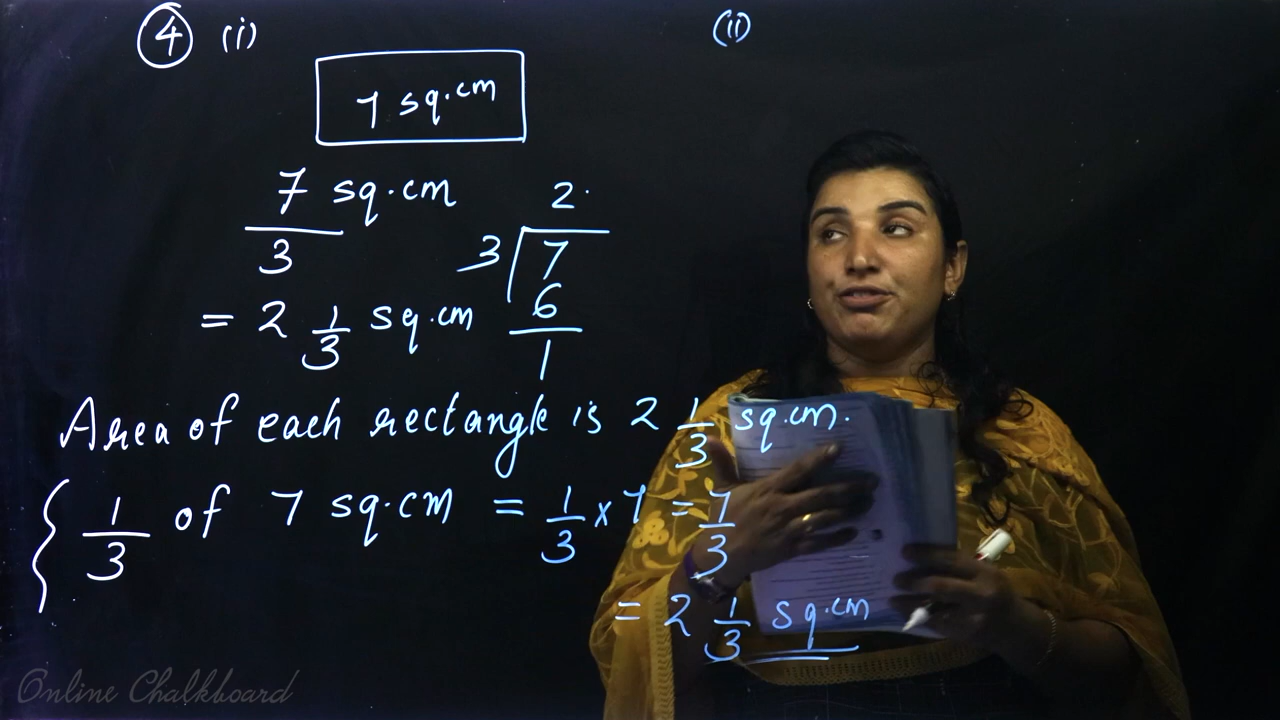 4 (i) (ii)
7 sq.cm
7/3 sq.cm
2
3 7
= 2 1/3 sq.cm
6
1
Area of each rectangle is 2 1/3 sq.cm.
{ 1/3 of 7 sq.cm = 1/3 × 7 = 7/3
= 2 1/3 sq.cm
Online Chalkboard